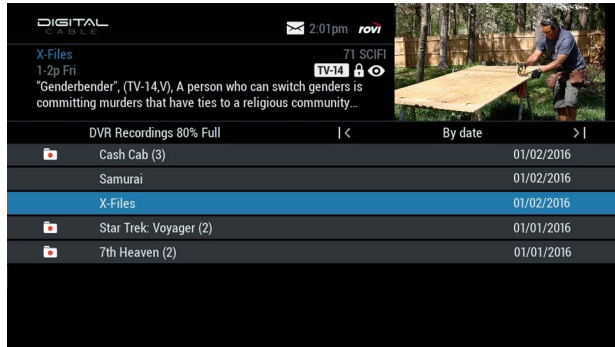 DIGITAL
CABLE
2:01pm rovi
X-Files 71 SCIFI
1-2p Fri TV-14
"Genderbender", (TV-14,V), A person who can switch genders is
committing murders that have ties to a religious community...
DVR Recordings 80% Full |< By date >|
Cash Cab (3) 01/02/2016
Samurai 01/02/2016
X-Files 01/02/2016
Star Trek: Voyager (2) 01/01/2016
7th Heaven (2) 01/01/2016